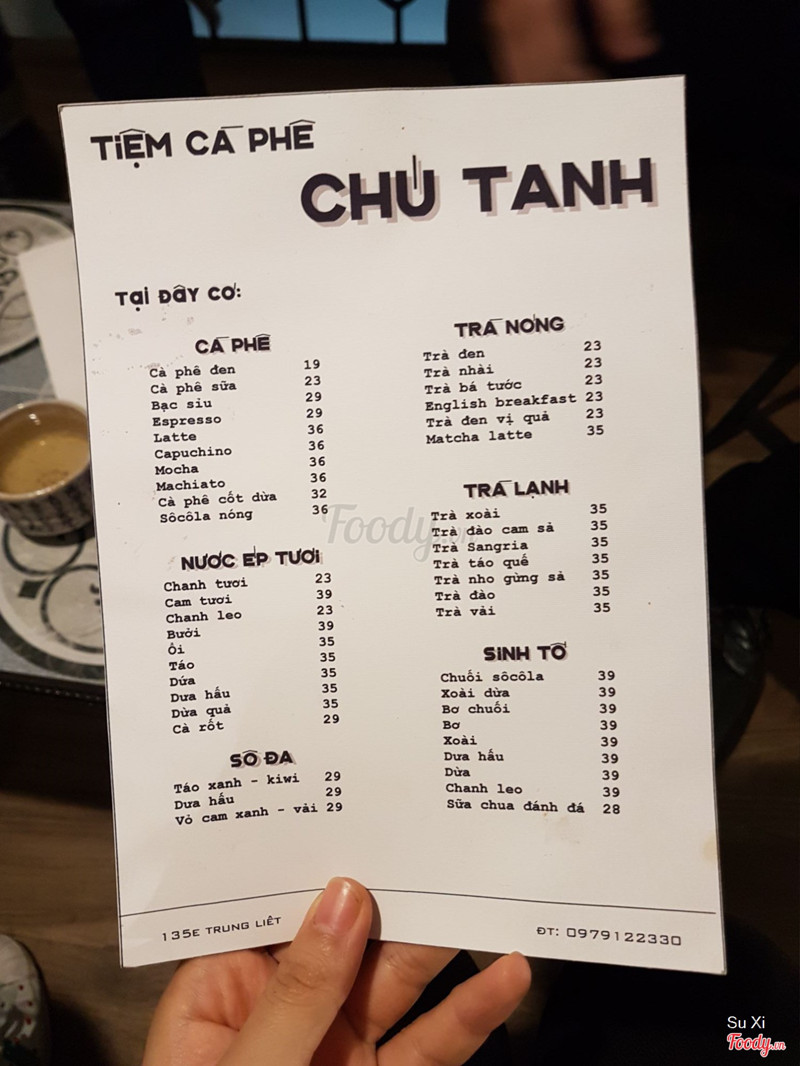 TIỆM CÀ PHÊ
CHÚ TANH
TẠI ĐÂY CÓ:
CÀ PHÊ
Cà phê đen 19
Cà phê sữa 23
Bạc sỉu 29
Espresso 29
Latte 36
Capuchino 36
Mocha 36
Machiato 36
Cà phê cốt dừa 32
Sôcôla nóng 36
NƯỚC ÉP TƯƠI
Chanh tươi 23
Cam tươi 39
Chanh leo 23
Bưởi 39
Ổi 35
Táo 35
Dứa 35
Dưa hấu 35
Dừa quả 35
Cà rốt 29
SÔ ĐA
Táo xanh - kiwi 29
Dưa hấu 29
Vỏ cam xanh - vải 29
TRÀ NÓNG
Trà đen 23
Trà nhài 23
Trà bá tước 23
English breakfast 23
Trà đen vị quả 23
Matcha latte 35
TRÀ LẠNH
Trà xoài 35
Trà đào cam sả 35
Trà Sangria 35
Trà táo quế 35
Trà nho gừng sả 35
Trà đào 35
Trà vải 35
SINH TỐ
Chuối sôcôla 39
Xoài dừa 39
Bơ chuối 39
Bơ 39
Xoài 39
Dưa hấu 39
Dừa 39
Chanh leo 39
Sữa chua đánh đá 28
135E TRUNG LIỆT
ĐT: 0979122330
Foody.vn
Su Xi
Foody.vn